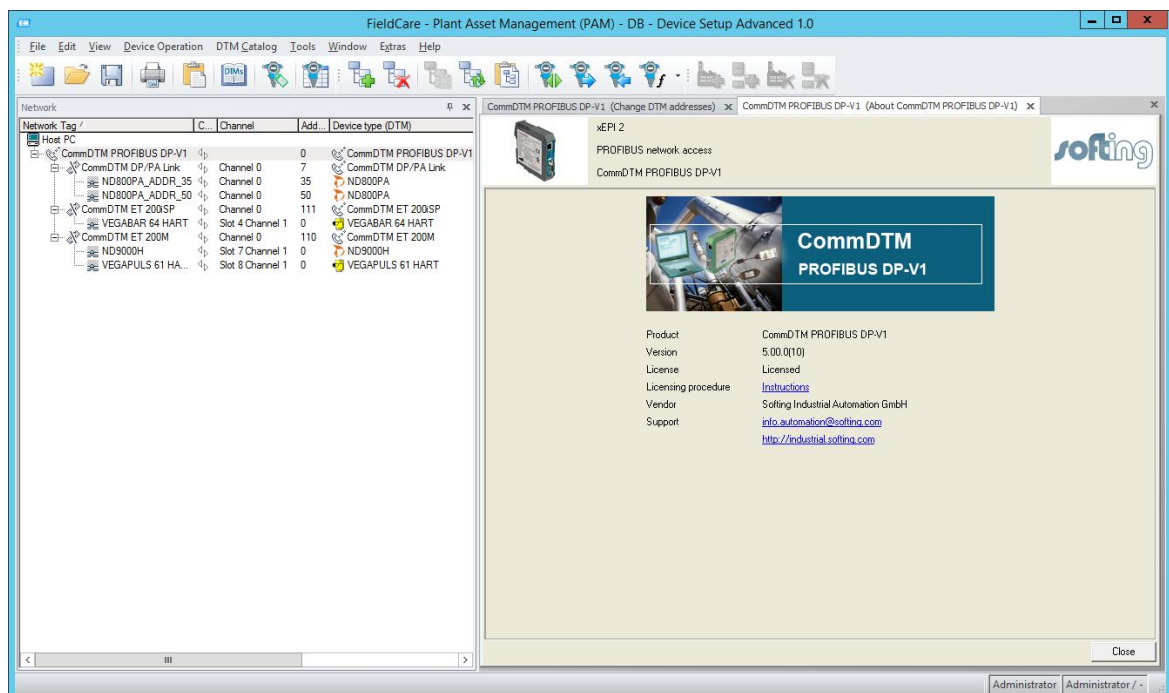 FieldCare - Plant Asset Management (PAM) - DB - Device Setup Advanced 1.0
File Edit View Device Operation DTM Catalog Tools Window Extras Help
DTMs
Network
Network Tag / C... Channel Add... Device type (DTM)
Host PC
CommDTM PROFIBUS DP-V1 0 CommDTM PROFIBUS DP-V1
CommDTM DP/PA Link Channel 0 7 CommDTM DP/PA Link
ND800PA_ADDR_35 Channel 0 35 ND800PA
ND800PA_ADDR_50 Channel 0 50 ND800PA
CommDTM ET 200iSP Channel 0 111 CommDTM ET 200iSP
VEGABAR 64 HART Slot 4 Channel 1 0 VEGABAR 64 HART
CommDTM ET 200M Channel 0 110 CommDTM ET 200M
ND9000H Slot 7 Channel 1 0 ND9000H
VEGAPULS 61 HA... Slot 8 Channel 1 0 VEGAPULS 61 HART
CommDTM PROFIBUS DP-V1 (Change DTM addresses) CommDTM PROFIBUS DP-V1 (About CommDTM PROFIBUS DP-V1)
xEPI 2
PROFIBUS network access
CommDTM PROFIBUS DP-V1
softing
CommDTM
PROFIBUS DP-V1
Product CommDTM PROFIBUS DP-V1
Version 5.00.0(10)
License Licensed
Licensing procedure Instructions
Vendor Softing Industrial Automation GmbH
Support info.automation@softing.com
http://industrial.softing.com
Close
Administrator Administrator / -